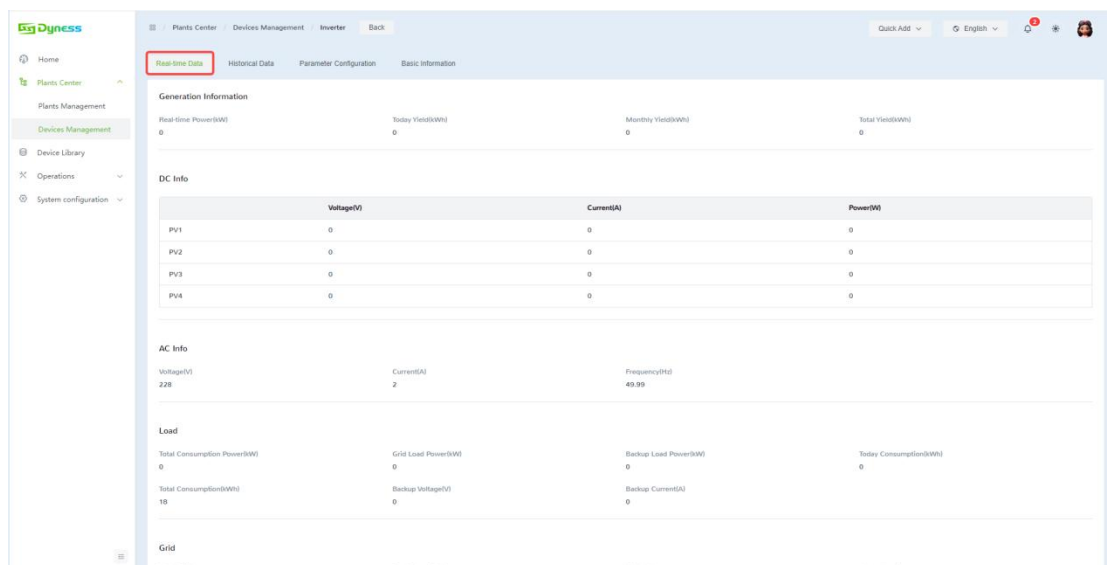 Dyness
Plants Center / Devices Management / Inverter Back
Quick Add English 2
Home
Plants Center
Plants Management
Devices Management
Device Library
Operations
System configuration
Real-time Data Historical Data Parameter Configuration Basic Information
Generation Information
Real-time Power(kW) Today Yield(kWh) Monthly Yield(kWh) Total Yield(kWh)
0 0 0 0
DC Info
Voltage(V) Current(A) Power(W)
PV1 0 0 0
PV2 0 0 0
PV3 0 0 0
PV4 0 0 0
AC Info
Voltage(V) Current(A) Frequency(Hz)
228 2 49.99
Load
Total Consumption Power(kW) Grid Load Power(kW) Backup Load Power(kW) Today Consumption(kWh)
0 0 0 0
Total Consumption(kWh) Backup Voltage(V) Backup Current(A)
18 0 0
Grid